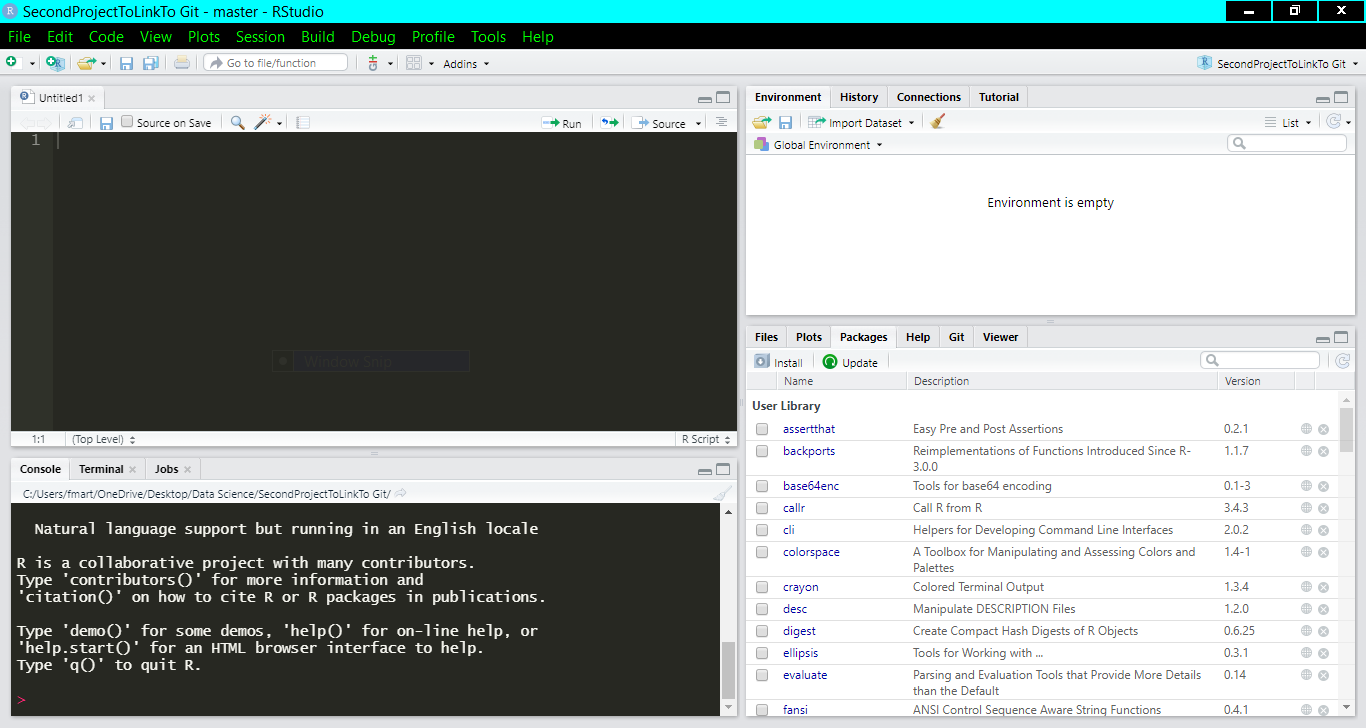 SecondProjectToLinkTo Git - master - RStudio
File Edit Code View Plots Session Build Debug Profile Tools Help
Go to file/function Addins SecondProjectToLinkTo Git
Untitled1
Source on Save Run Source
1
Window Snip
1:1 (Top Level) R Script
Console Terminal Jobs
C:/Users/fmart/OneDrive/Desktop/Data Science/SecondProjectToLinkTo Git/
Natural language support but running in an English locale
R is a collaborative project with many contributors.
Type 'contributors()' for more information and
'citation()' on how to cite R or R packages in publications.
Type 'demo()' for some demos, 'help()' for on-line help, or
'help.start()' for an HTML browser interface to help.
Type 'q()' to quit R.
>
Environment History Connections Tutorial
Import Dataset List
Global Environment
Environment is empty
Files Plots Packages Help Git Viewer
Install Update
Name Description Version
User Library
assertthat Easy Pre and Post Assertions 0.2.1
backports Reimplementations of Functions Introduced Since R- 1.1.7
3.0.0
base64enc Tools for base64 encoding 0.1-3
callr Call R from R 3.4.3
cli Helpers for Developing Command Line Interfaces 2.0.2
colorspace A Toolbox for Manipulating and Assessing Colors and 1.4-1
Palettes
crayon Colored Terminal Output 1.3.4
desc Manipulate DESCRIPTION Files 1.2.0
digest Create Compact Hash Digests of R Objects 0.6.25
ellipsis Tools for Working with ... 0.3.1
evaluate Parsing and Evaluation Tools that Provide More Details 0.14
than the Default
fansi ANSI Control Sequence Aware String Functions 0.4.1